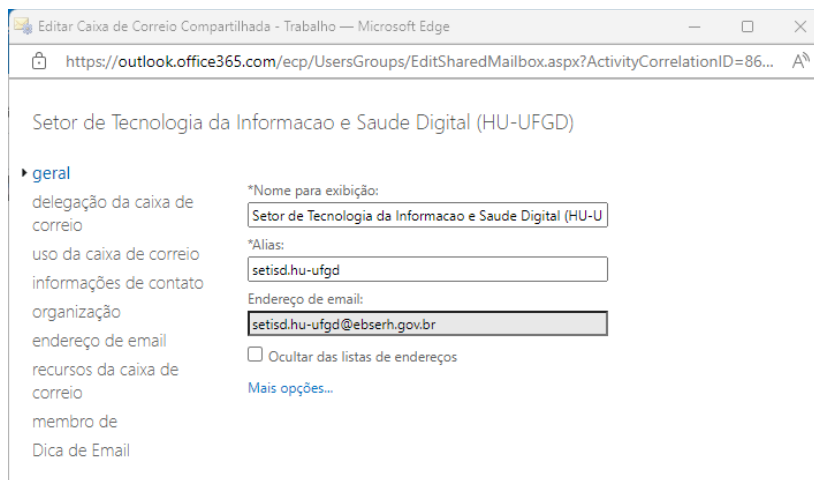 Editar Caixa de Correio Compartilhada - Trabalho — Microsoft Edge
https://outlook.office365.com/ecp/UsersGroups/EditSharedMailbox.aspx?ActivityCorrelationID=86...
Setor de Tecnologia da Informacao e Saude Digital (HU-UFGD)
geral
delegação da caixa de
correio
uso da caixa de correio
informações de contato
organização
endereço de email
recursos da caixa de
correio
membro de
Dica de Email
*Nome para exibição:
Setor de Tecnologia da Informacao e Saude Digital (HU-U
*Alias:
setisd.hu-ufgd
Endereço de email:
setisd.hu-ufgd@ebserh.gov.br
Ocultar das listas de endereços
Mais opções...